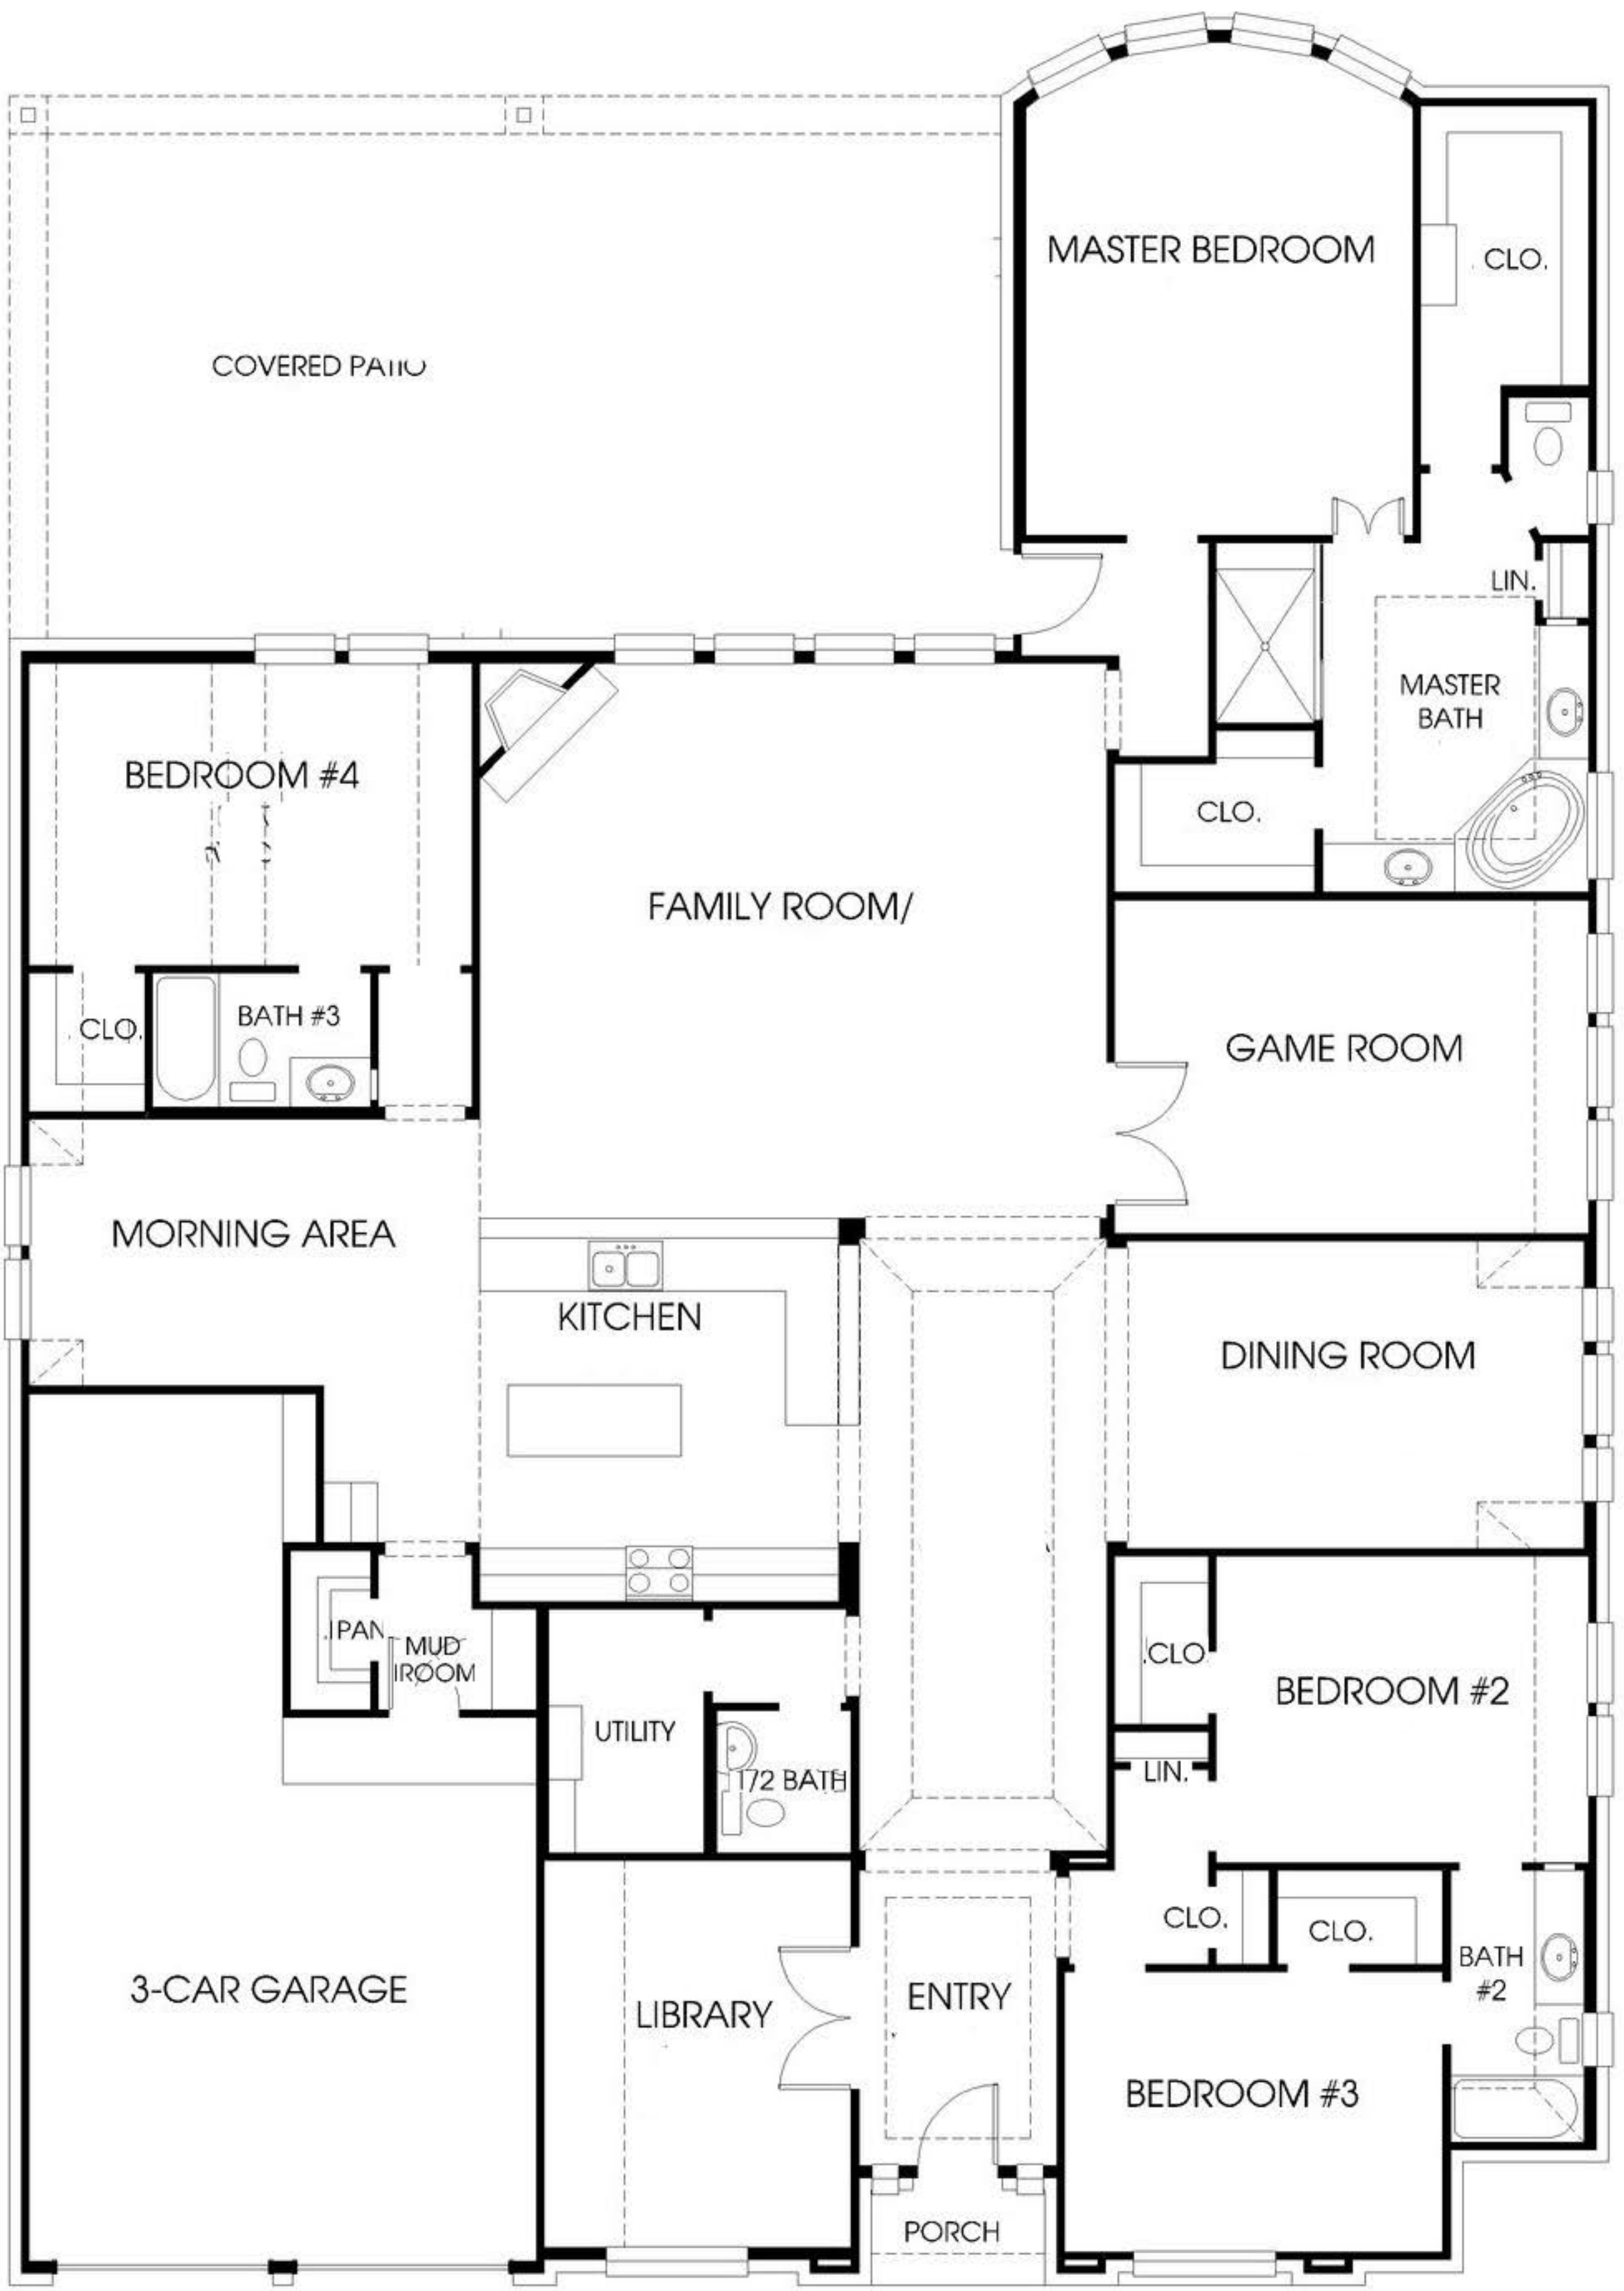 MASTER BEDROOM
CLO.
COVERED PATIO
LIN.
MASTER
BATH
BEDROOM #4
CLO.
FAMILY ROOM/
CLO.
BATH #3
GAME ROOM
MORNING AREA
KITCHEN
DINING ROOM
PAN
MUD
ROOM
CLO
BEDROOM #2
UTILITY
1/2 BATH
LIN.
CLO.
CLO.
BATH
#2
3-CAR GARAGE
LIBRARY
ENTRY
BEDROOM #3
PORCH